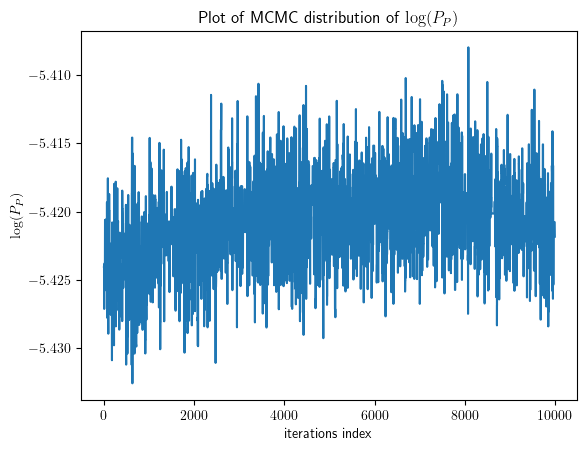 Plot of MCMC distribution of log(P_P)
−5.410
−5.415
−5.420
−5.425
−5.430
log(P_P)
0 2000 4000 6000 8000 10000
iterations index